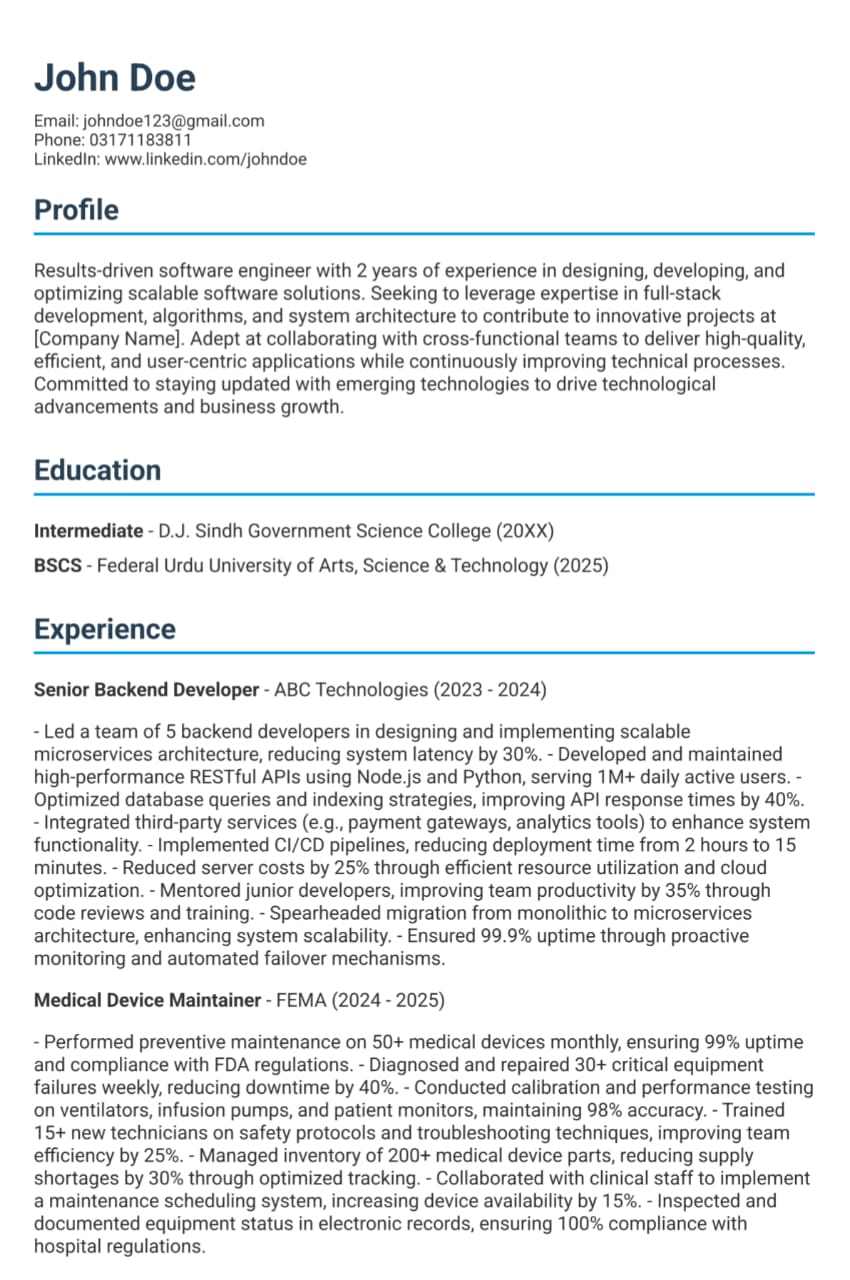 John Doe
Email: johndoe123@gmail.com
Phone: 03171183811
LinkedIn: www.linkedin.com/johndoe
Profile
Results-driven software engineer with 2 years of experience in designing, developing, and
optimizing scalable software solutions. Seeking to leverage expertise in full-stack
development, algorithms, and system architecture to contribute to innovative projects at
[Company Name]. Adept at collaborating with cross-functional teams to deliver high-quality,
efficient, and user-centric applications while continuously improving technical processes.
Committed to staying updated with emerging technologies to drive technological
advancements and business growth.
Education
Intermediate - D.J. Sindh Government Science College (20XX)
BSCS - Federal Urdu University of Arts, Science & Technology (2025)
Experience
Senior Backend Developer - ABC Technologies (2023 - 2024)
- Led a team of 5 backend developers in designing and implementing scalable
microservices architecture, reducing system latency by 30%. - Developed and maintained
high-performance RESTful APIs using Node.js and Python, serving 1M+ daily active users. -
Optimized database queries and indexing strategies, improving API response times by 40%.
- Integrated third-party services (e.g., payment gateways, analytics tools) to enhance system
functionality. - Implemented CI/CD pipelines, reducing deployment time from 2 hours to 15
minutes. - Reduced server costs by 25% through efficient resource utilization and cloud
optimization. - Mentored junior developers, improving team productivity by 35% through
code reviews and training. - Spearheaded migration from monolithic to microservices
architecture, enhancing system scalability. - Ensured 99.9% uptime through proactive
monitoring and automated failover mechanisms.
Medical Device Maintainer - FEMA (2024 - 2025)
- Performed preventive maintenance on 50+ medical devices monthly, ensuring 99% uptime
and compliance with FDA regulations. - Diagnosed and repaired 30+ critical equipment
failures weekly, reducing downtime by 40%. - Conducted calibration and performance testing
on ventilators, infusion pumps, and patient monitors, maintaining 98% accuracy. - Trained
15+ new technicians on safety protocols and troubleshooting techniques, improving team
efficiency by 25%. - Managed inventory of 200+ medical device parts, reducing supply
shortages by 30% through optimized tracking. - Collaborated with clinical staff to implement
a maintenance scheduling system, increasing device availability by 15%. - Inspected and
documented equipment status in electronic records, ensuring 100% compliance with
hospital regulations.